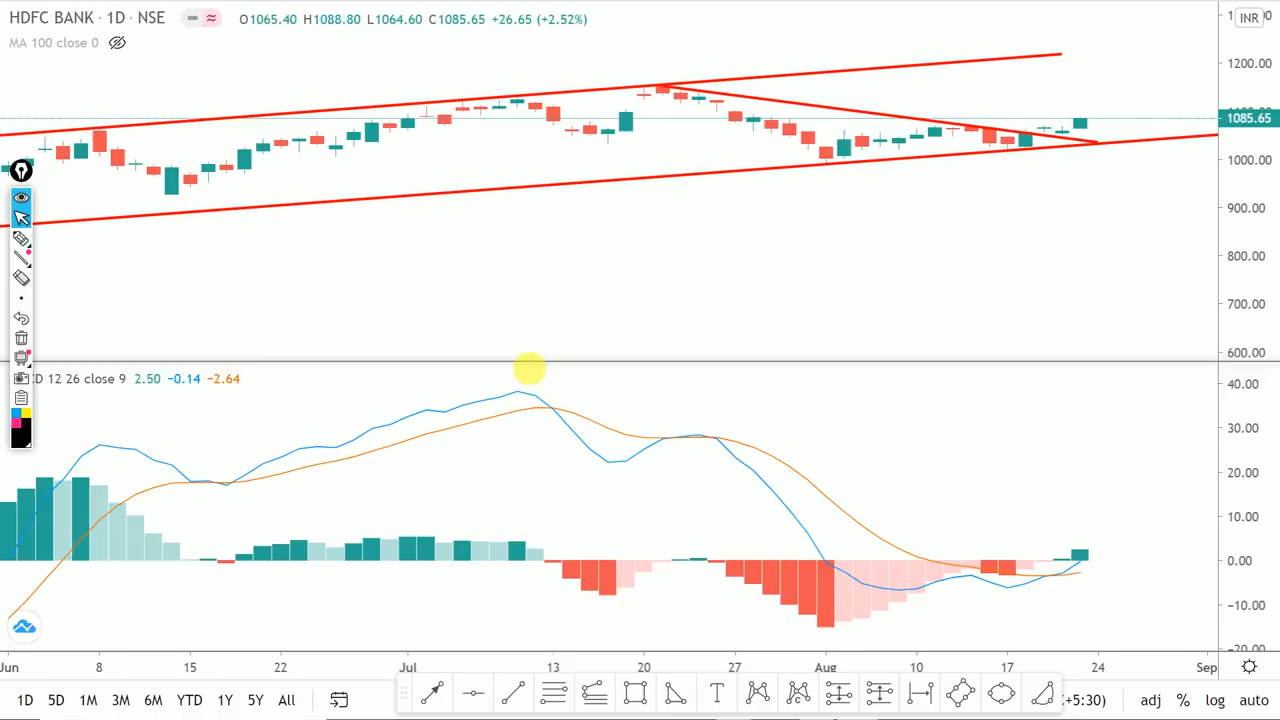 HDFC BANK · 1D · NSE O1065.40 H1088.80 L1064.60 C1085.65 +26.65 (+2.52%)
INR
MA 100 close 0
1200.00
1085.65
1000.00
900.00
800.00
700.00
600.00
D 12 26 close 9 2.50 −0.14 −2.64
40.00
30.00
20.00
10.00
0.00
−10.00
Jun 8 15 22 Jul 13 20 27 Aug 10 17 24 Sep
1D 5D 1M 3M 6M YTD 1Y 5Y All +5:30) adj % log auto